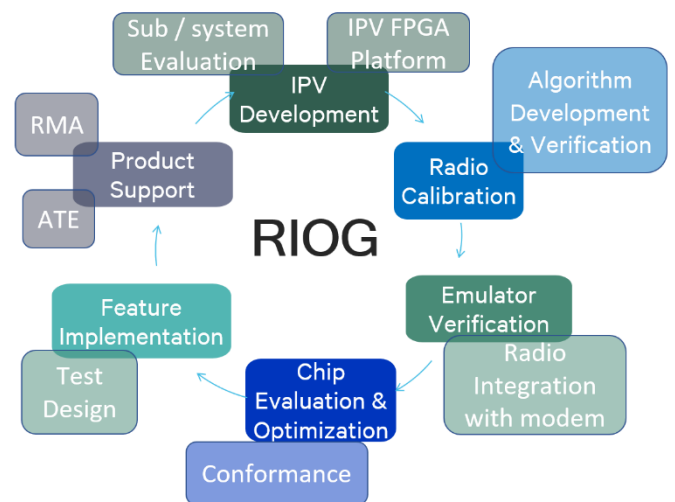 Sub / system
Evaluation
IPV FPGA
Platform
IPV
Development
Algorithm
Development
& Verification
RMA
Product
Support
ATE
Radio
Calibration
RIOG
Feature
Implementation
Emulator
Verification
Test
Design
Radio
Integration
with modem
Chip
Evaluation &
Optimization
Conformance